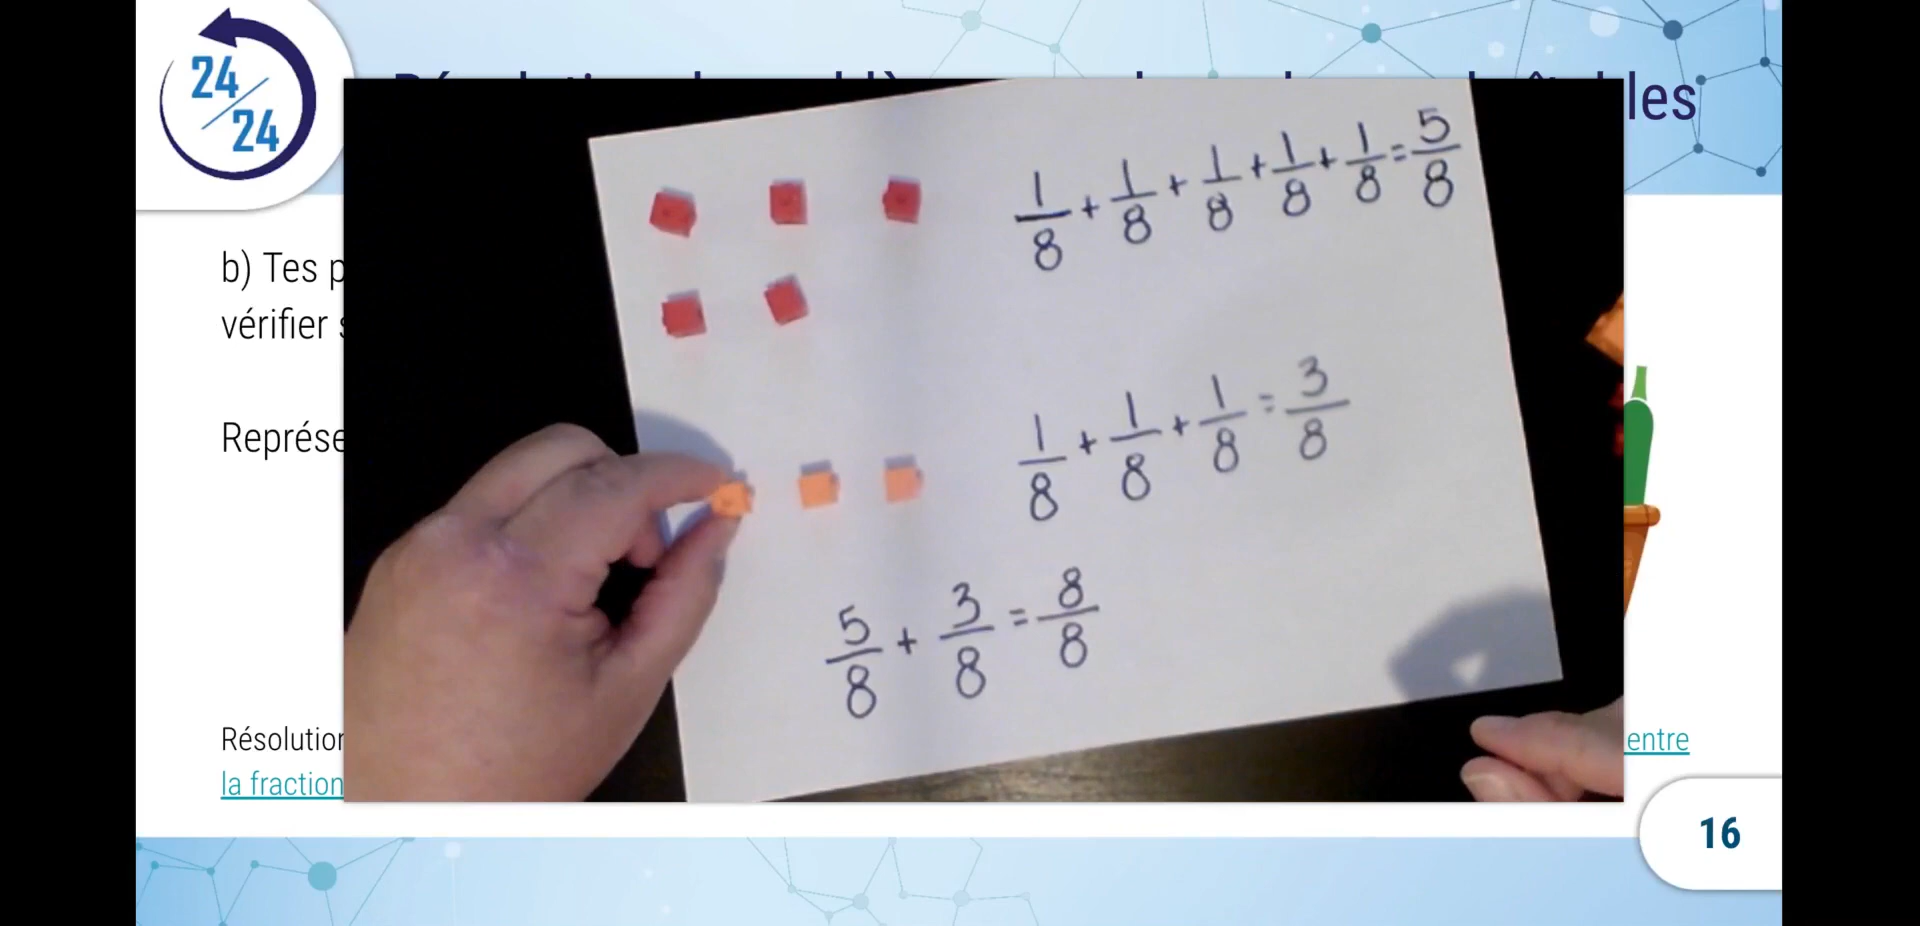 24/24
les
b) Tes p
vérifier
Représe
1/8 + 1/8 + 1/8 + 1/8 + 1/8 = 5/8
1/8 + 1/8 + 1/8 = 3/8
5/8 + 3/8 = 8/8
Résolution
entre
la fraction
16